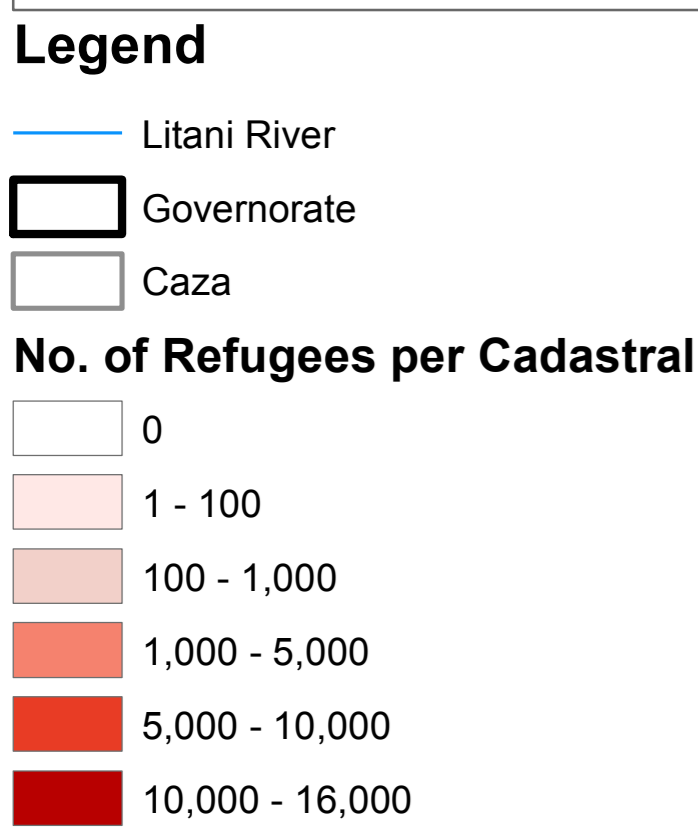 Legend
Litani River
Governorate
Caza
No. of Refugees per Cadastral
0
1 - 100
100 - 1,000
1,000 - 5,000
5,000 - 10,000
10,000 - 16,000